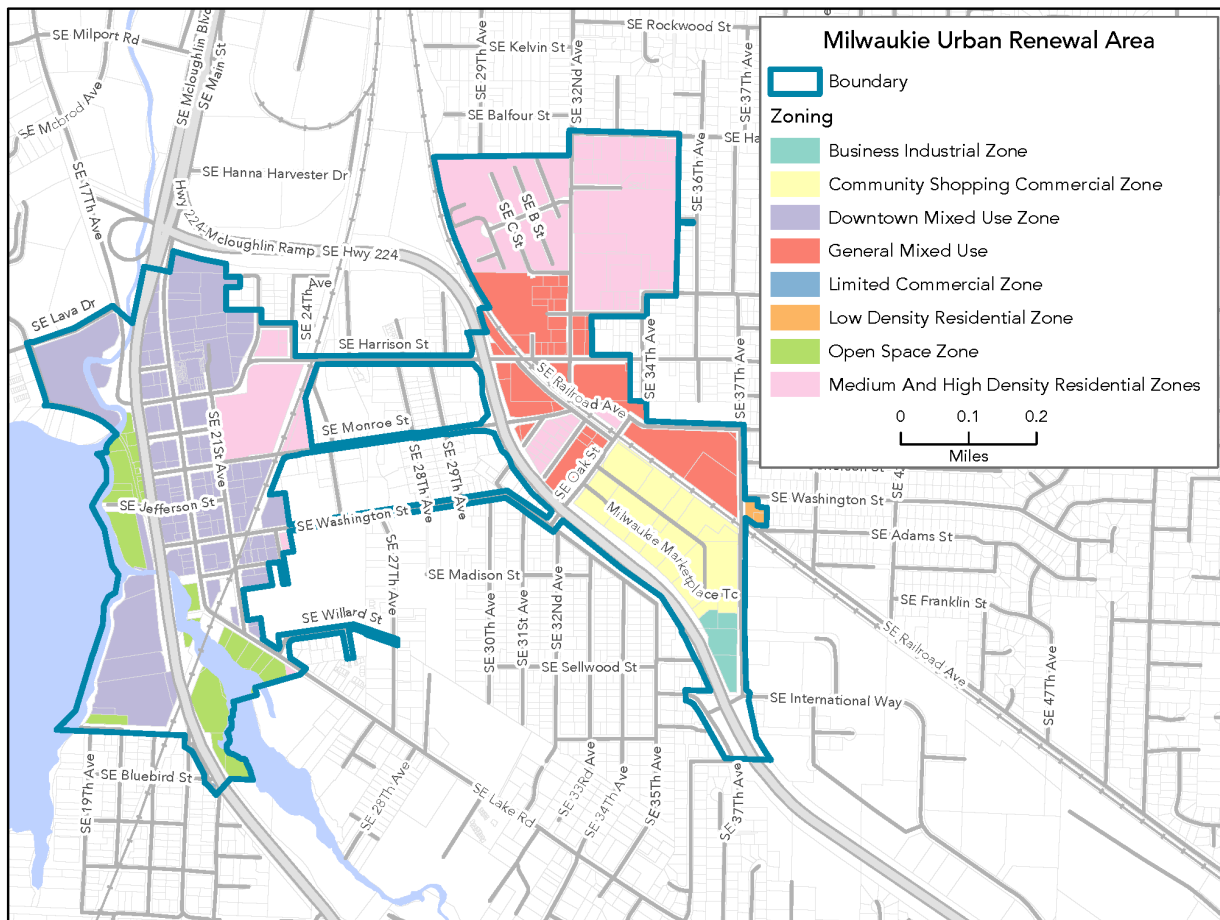 Milwaukie Urban Renewal Area
Boundary
Zoning
Business Industrial Zone
Community Shopping Commercial Zone
Downtown Mixed Use Zone
General Mixed Use
Limited Commercial Zone
Low Density Residential Zone
Open Space Zone
Medium And High Density Residential Zones
0 0.1 0.2
Miles
SE Milport Rd
SE Mcloughlin Blvd
SE Main St
SE Kelvin St
SE 29Th Ave
SE 32Nd Ave
SE Rockwood St
SE 37Th Ave
SE Mcbrod Ave
SE Balfour St
SE Ha
SE 17Th Ave
SE Hanna Harvester Dr
SE 36Th Ave
SE B St
SE C St
Hwy 224-Mcloughlin Ramp
SE Hwy 224
SE 24Th Ave
SE Lava Dr
SE Harrison St
SE 34Th Ave
SE 37Th Ave
SE Railroad Ave
SE Monroe St
SE 21St Ave
SE 28Th Ave
SE 29Th Ave
SE Oak St
SE Jefferson St
SE Washington St
SE Washington St
SE Adams St
Milwaukie Marketplace Tc
SE 27Th Ave
SE Madison St
SE 32Nd Ave
SE Willard St
SE Franklin St
SE 30Th Ave
SE 31St Ave
SE Railroad Ave
SE Sellwood St
SE International Way
SE 47Th Ave
SE Bluebird St
SE 19Th Ave
SE 28Th Ave
SE Lake Rd
SE 33Rd Ave
SE 34Th Ave
SE 35Th Ave
SE 37Th Ave